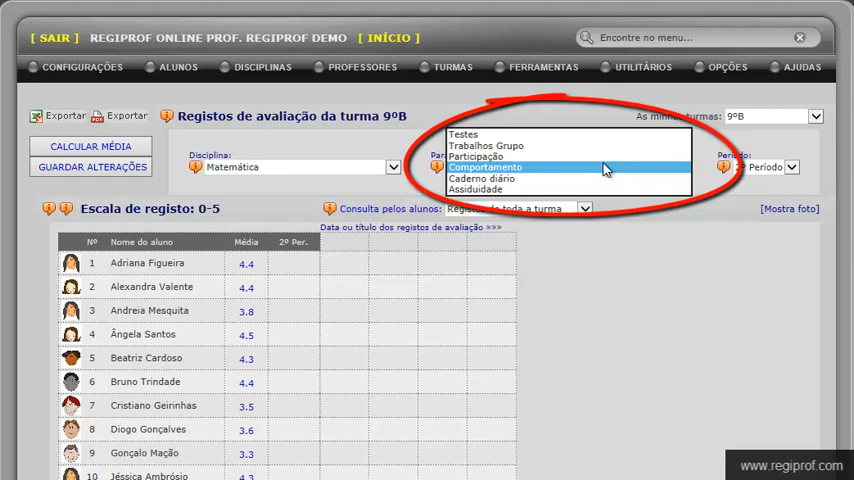 [ SAIR ] REGIPROF ONLINE PROF. REGIPROF DEMO [ INÍCIO ]
Encontre no menu...
CONFIGURAÇÕES ALUNOS DISCIPLINAS PROFESSORES TURMAS FERRAMENTAS UTILITÁRIOS OPÇÕES AJUDAS
Exportar Exportar Registos de avaliação da turma 9ºB As minhas turmas: 9ºB
CALCULAR MÉDIA
GUARDAR ALTERAÇÕES
Disciplina:
Matemática
Testes
Trabalhos Grupo
Participação
Comportamento
Caderno diário
Assiduidade
2º Período
Escala de registo: 0-5 Consulta pelos alunos: Registos de toda a turma [Mostra foto]
Data ou título dos registos de avaliação »»»
Nº Nome do aluno Média 2º Per.
1 Adriana Figueira 4.4
2 Alexandra Valente 4.4
3 Andreia Mesquita 3.8
4 Ângela Santos 4.5
5 Beatriz Cardoso 4.3
6 Bruno Trindade 4.4
7 Cristiano Geirinhas 3.5
8 Diogo Gonçalves 3.6
9 Gonçalo Mação 3.3
10 Jéssica Ambrósio 4.3
www.regiprof.com